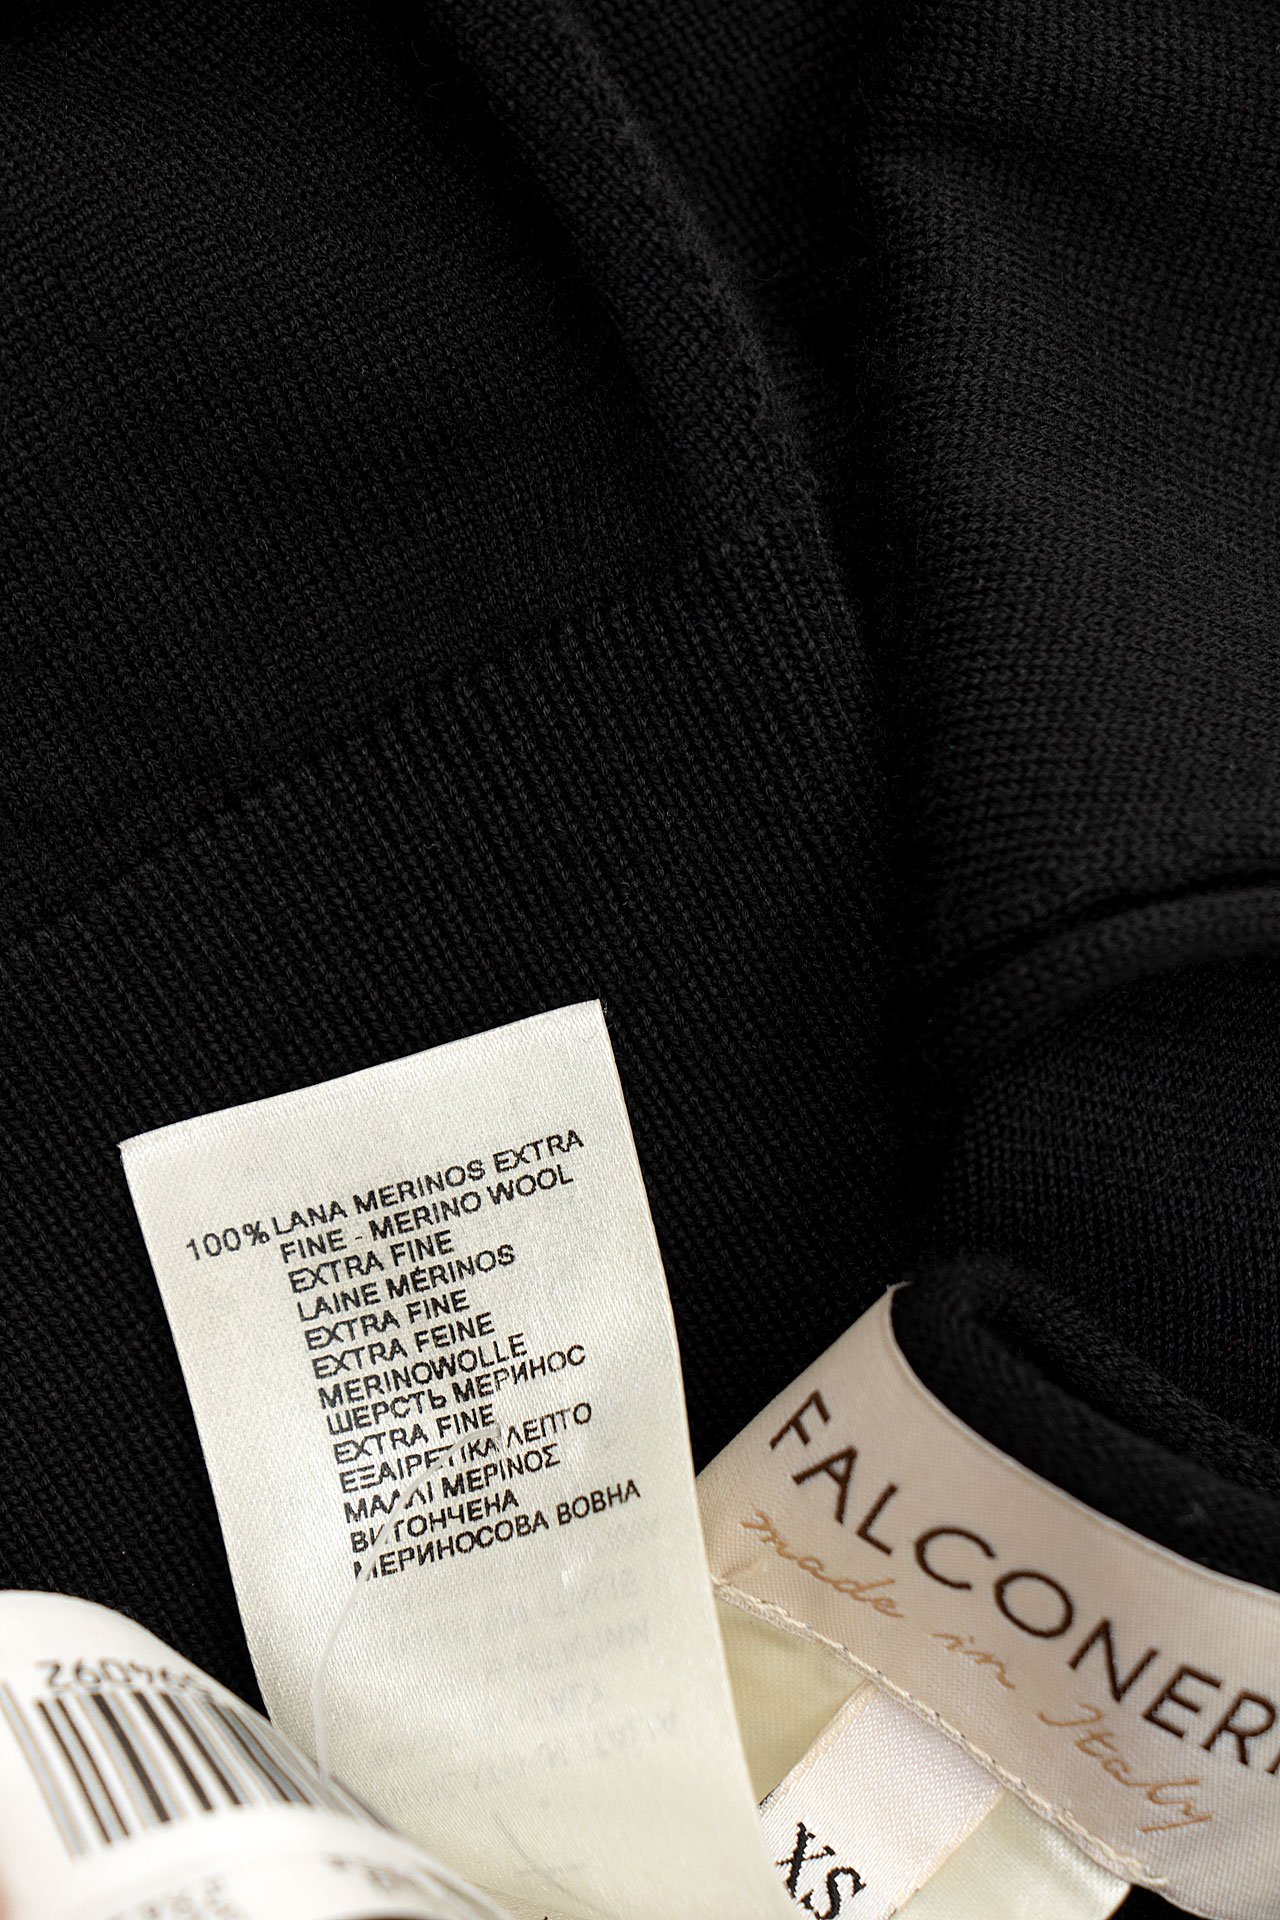 100% LANA MERINOS EXTRA
FINE - MERINO WOOL
EXTRA FINE
LAINE MÉRINOS
EXTRA FINE
EXTRA FEINE
MERINOWOLLE
ШЕРСТЬ МЕРИНОС
EXTRA FINE
ΕΞΑΙΡΕΤΙΚΑ ΛΕΠΤΟ
ΜΑΛΛΙ ΜΕΡΙΝΟΣ
ВИТОНЧЕНА
МЕРИНОСОВА ВОВНА
FALCONERI
made in Italy
XS